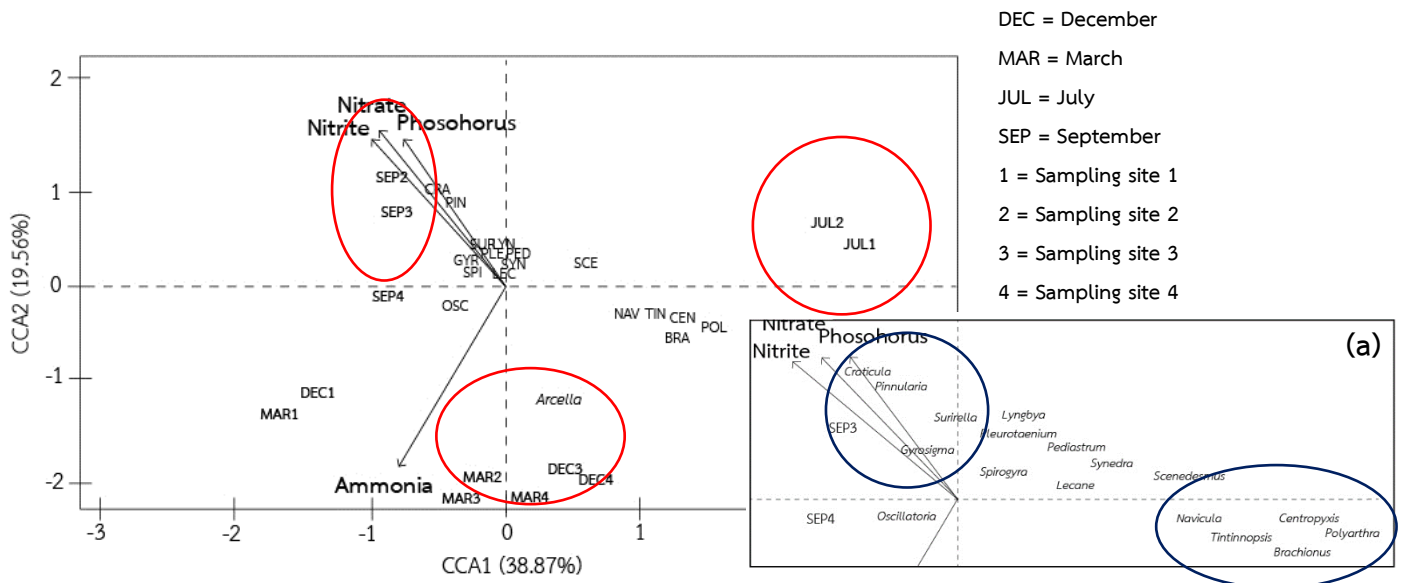 DEC = December
MAR = March
JUL = July
SEP = September
1 = Sampling site 1
2 = Sampling site 2
3 = Sampling site 3
4 = Sampling site 4
2
1
0
-1
-2
CCA2 (19.56%)
Nitrate
Nitrite
Phosohorus
SEP2
CRA
PIN
SEP3
SUR
LYN
PLE
PED
GYR
SYN
SPI
LEC
SCE
SEP4
OSC
NAV
TIN
CEN
POL
BRA
JUL2
JUL1
DEC1
MAR1
Arcella
Ammonia
MAR2
DEC3
DEC4
MAR3
MAR4
-3
-2
-1
0
1
CCA1 (38.87%)
(a)
Nitrate
Phosohorus
Nitrite
Craticula
Pinnularia
SEP3
Surirella
Lyngbya
Pleurotaenium
Gyrosigma
Pediastrum
Synedra
Spirogyra
Scenedesmus
Lecane
SEP4
Oscillatoria
Navicula
Centropyxis
Tintinnopsis
Polyarthra
Brachionus